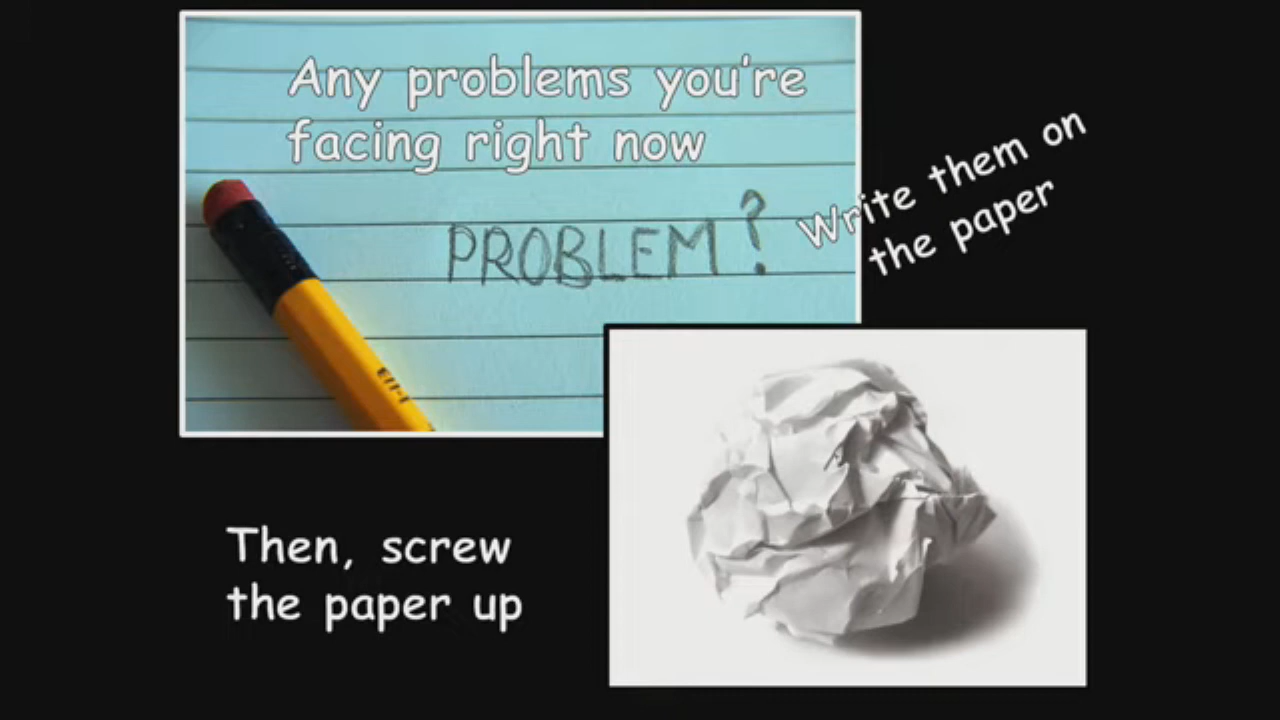 Any problems you're
facing right now
PROBLEM?
Write them on
the paper
Then, screw
the paper up